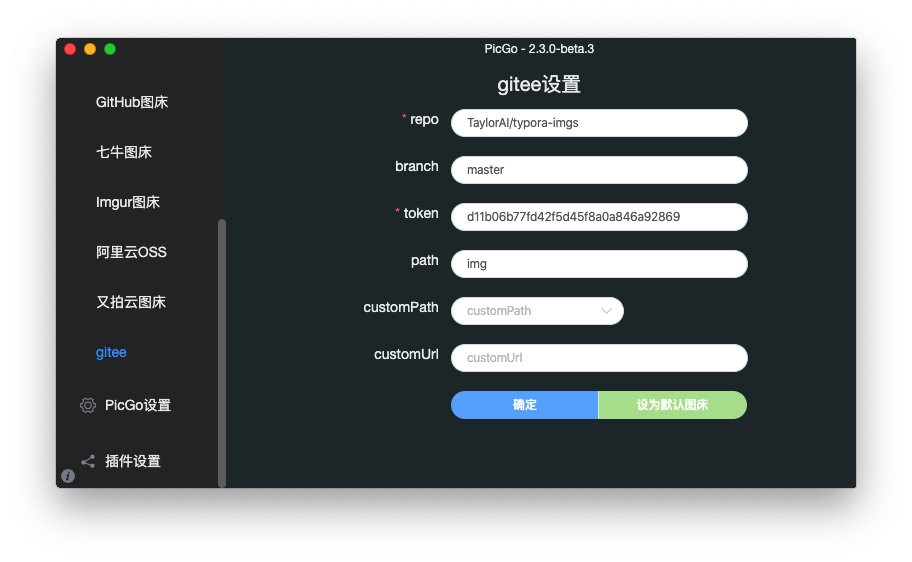 PicGo - 2.3.0-beta.3
GitHub图床
七牛图床
Imgur图床
阿里云OSS
又拍云图床
gitee
PicGo设置
插件设置
gitee设置
* repo
TaylorAI/typora-imgs
branch
master
* token
d11b06b77fd42f5d45f8a0a846a92869
path
img
customPath
customPath
customUrl
customUrl
确定
设为默认图床